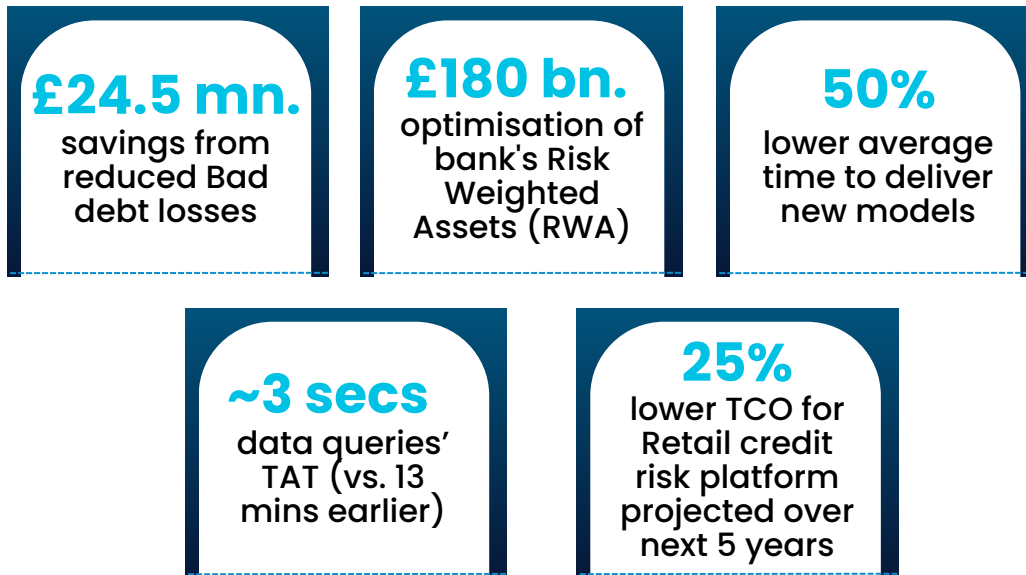 £24.5 mn.
savings from
reduced Bad
debt losses
£180 bn.
optimisation of
bank's Risk
Weighted
Assets (RWA)
50%
lower average
time to deliver
new models
~3 secs
data queries’
TAT (vs. 13
mins earlier)
25%
lower TCO for
Retail credit
risk platform
projected over
next 5 years